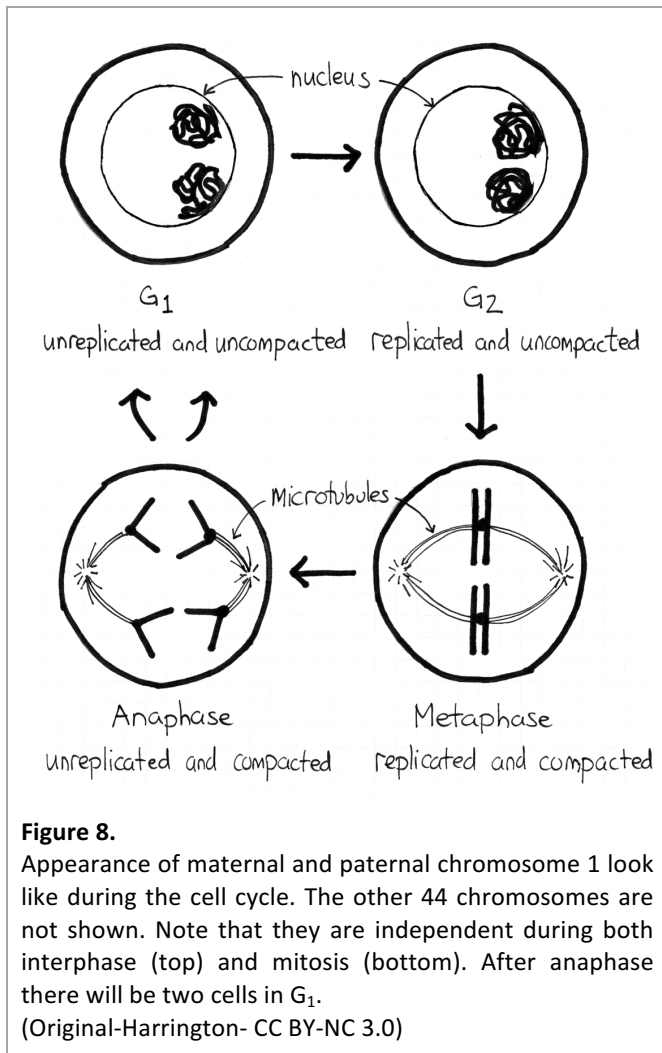 nucleus
G₁
G₂
unreplicated and uncompacted
replicated and uncompacted
Microtubules
Anaphase
Metaphase
unreplicated and compacted
replicated and compacted
Figure 8.
Appearance of maternal and paternal chromosome 1 look
like during the cell cycle. The other 44 chromosomes are
not shown. Note that they are independent during both
interphase (top) and mitosis (bottom). After anaphase
there will be two cells in G₁.
(Original-Harrington- CC BY-NC 3.0)